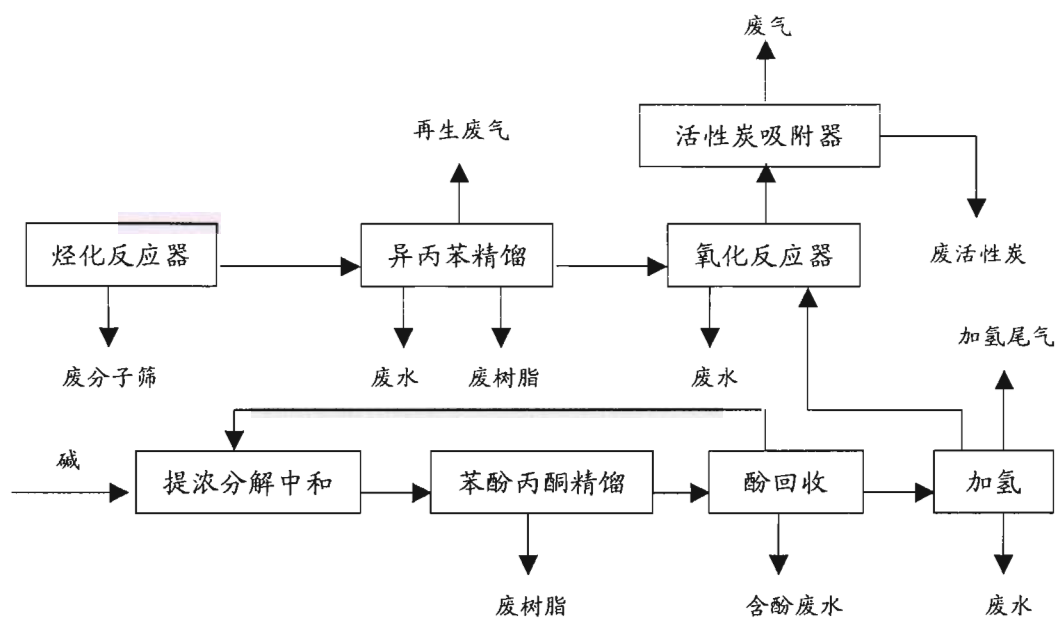 废气
活性炭吸附器
再生废气
烃化反应器
异丙苯精馏
氧化反应器
废活性炭
加氢尾气
废分子筛
废水
废树脂
废水
碱
提浓分解中和
苯酚丙酮精馏
酚回收
加氢
废树脂
含酚废水
废水